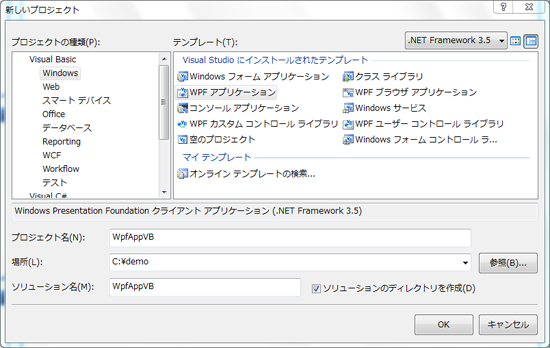 新しいプロジェクト
プロジェクトの種類(P):
テンプレート(T):
.NET Framework 3.5
Visual Basic
Windows
Web
スマート デバイス
Office
データベース
Reporting
WCF
Workflow
テスト
Visual C#
Visual Studio にインストールされたテンプレート
Windows フォーム アプリケーション
クラス ライブラリ
WPF アプリケーション
WPF ブラウザ アプリケーション
コンソール アプリケーション
Windows サービス
WPF カスタム コントロール ライブラリ
WPF ユーザー コントロール ライブラリ
空のプロジェクト
Windows フォーム コントロール ラ...
マイ テンプレート
オンライン テンプレートの検索...
Windows Presentation Foundation クライアント アプリケーション (.NET Framework 3.5)
プロジェクト名(N):
WpfAppVB
場所(L):
C:¥demo
参照(B)...
ソリューション名(M):
WpfAppVB
ソリューションのディレクトリを作成(D)
OK
キャンセル